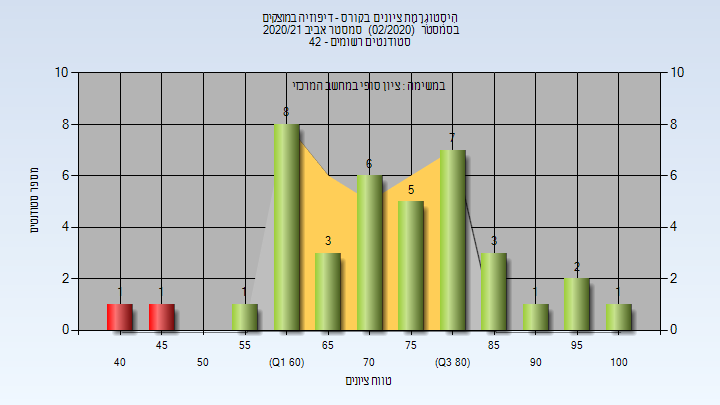 היסטוגרמת ציונים בקורס - דיפוזיה במוצקים
בסמסטר (02/2020) סמסטר אביב 2020/21
סטודנטים רשומים - 42
במשימה : ציון סופי במחשב המרכזי
10 10
8 8
6 6
4 4
2 2
0 0
1 1 1 8 3 6 5 7 3 1 2 1
מספר סטודנטים
45 55 65 75 85 95
40 50 (Q1 60) 70 (Q3 80) 90 100
טווח ציונים